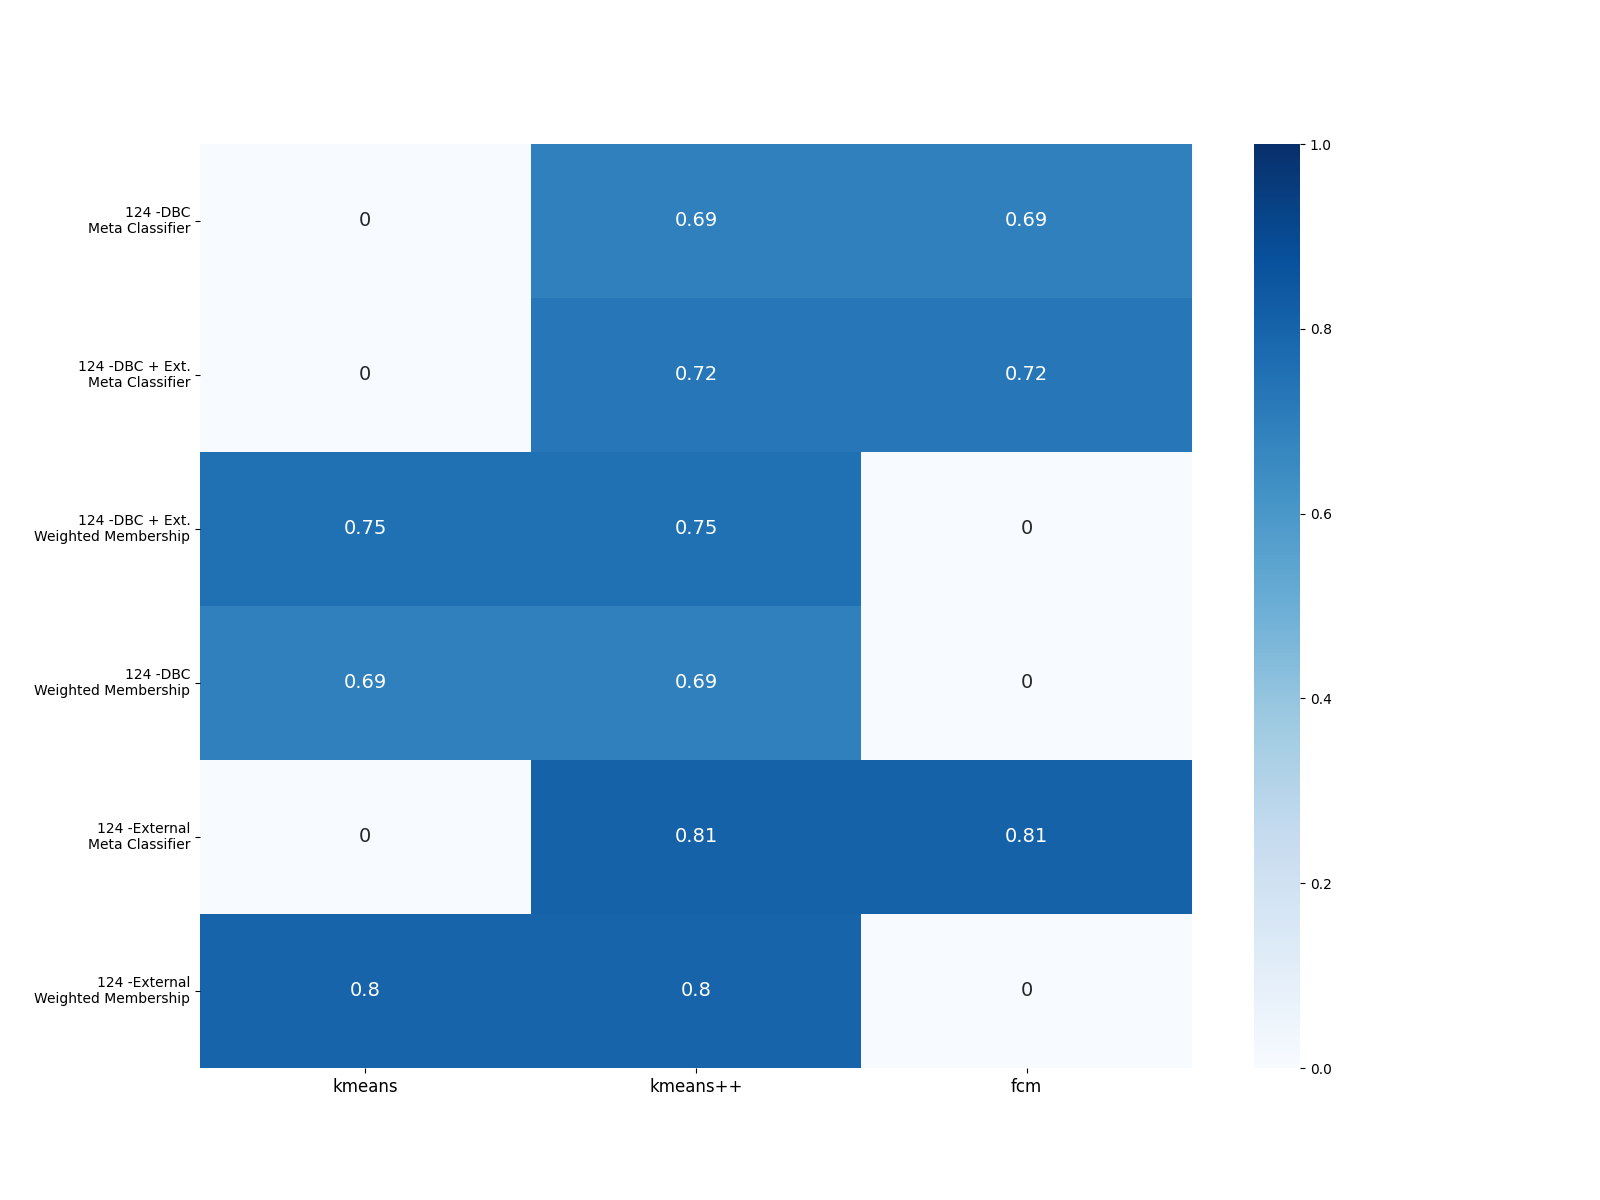 124 -DBC
Meta Classifier
0
0.69
0.69
124 -DBC + Ext.
Meta Classifier
0
0.72
0.72
124 -DBC + Ext.
Weighted Membership
0.75
0.75
0
124 -DBC
Weighted Membership
0.69
0.69
0
124 -External
Meta Classifier
0
0.81
0.81
124 -External
Weighted Membership
0.8
0.8
0
kmeans
kmeans++
fcm
1.0
0.8
0.6
0.4
0.2
0.0